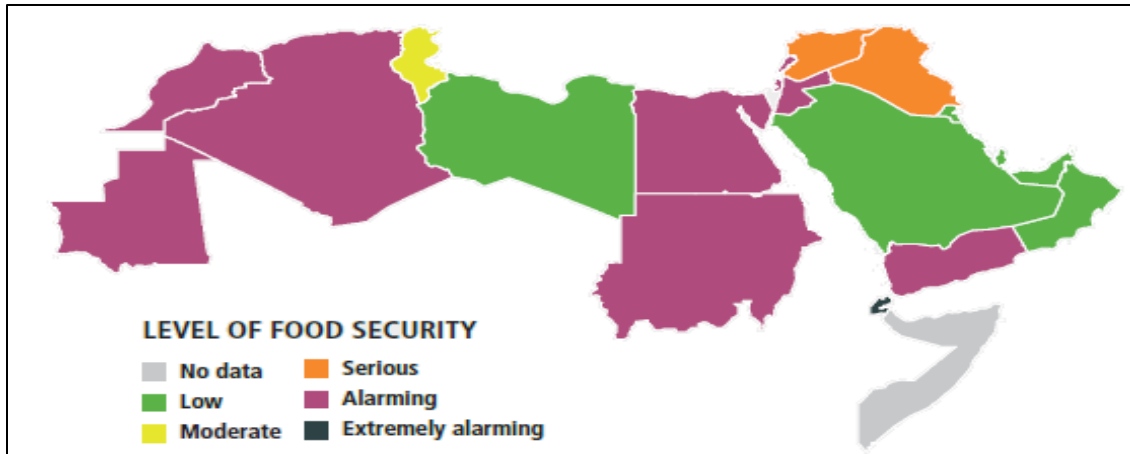 LEVEL OF FOOD SECURITY
No data
Serious
Low
Alarming
Moderate
Extremely alarming